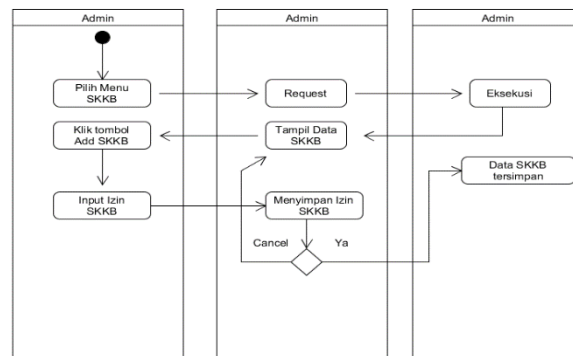 Admin
Admin
Admin
Pilih Menu
SKKB
Request
Eksekusi
Klik tombol
Add SKKB
Tampil Data
SKKB
Data SKKB
tersimpan
Input Izin
SKKB
Menyimpan Izin
SKKB
Cancel
Ya